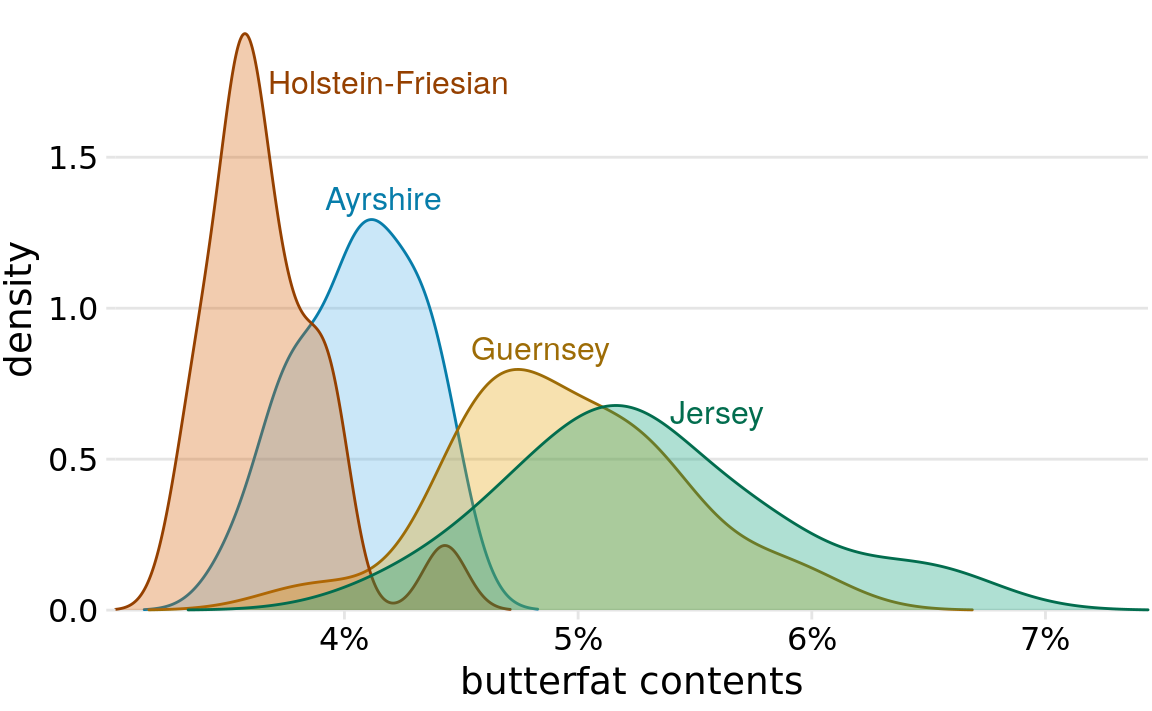 Holstein-Friesian
1.5
Ayrshire
density
1.0
Guernsey
Jersey
0.5
0.0
4% 5% 6% 7%
butterfat contents